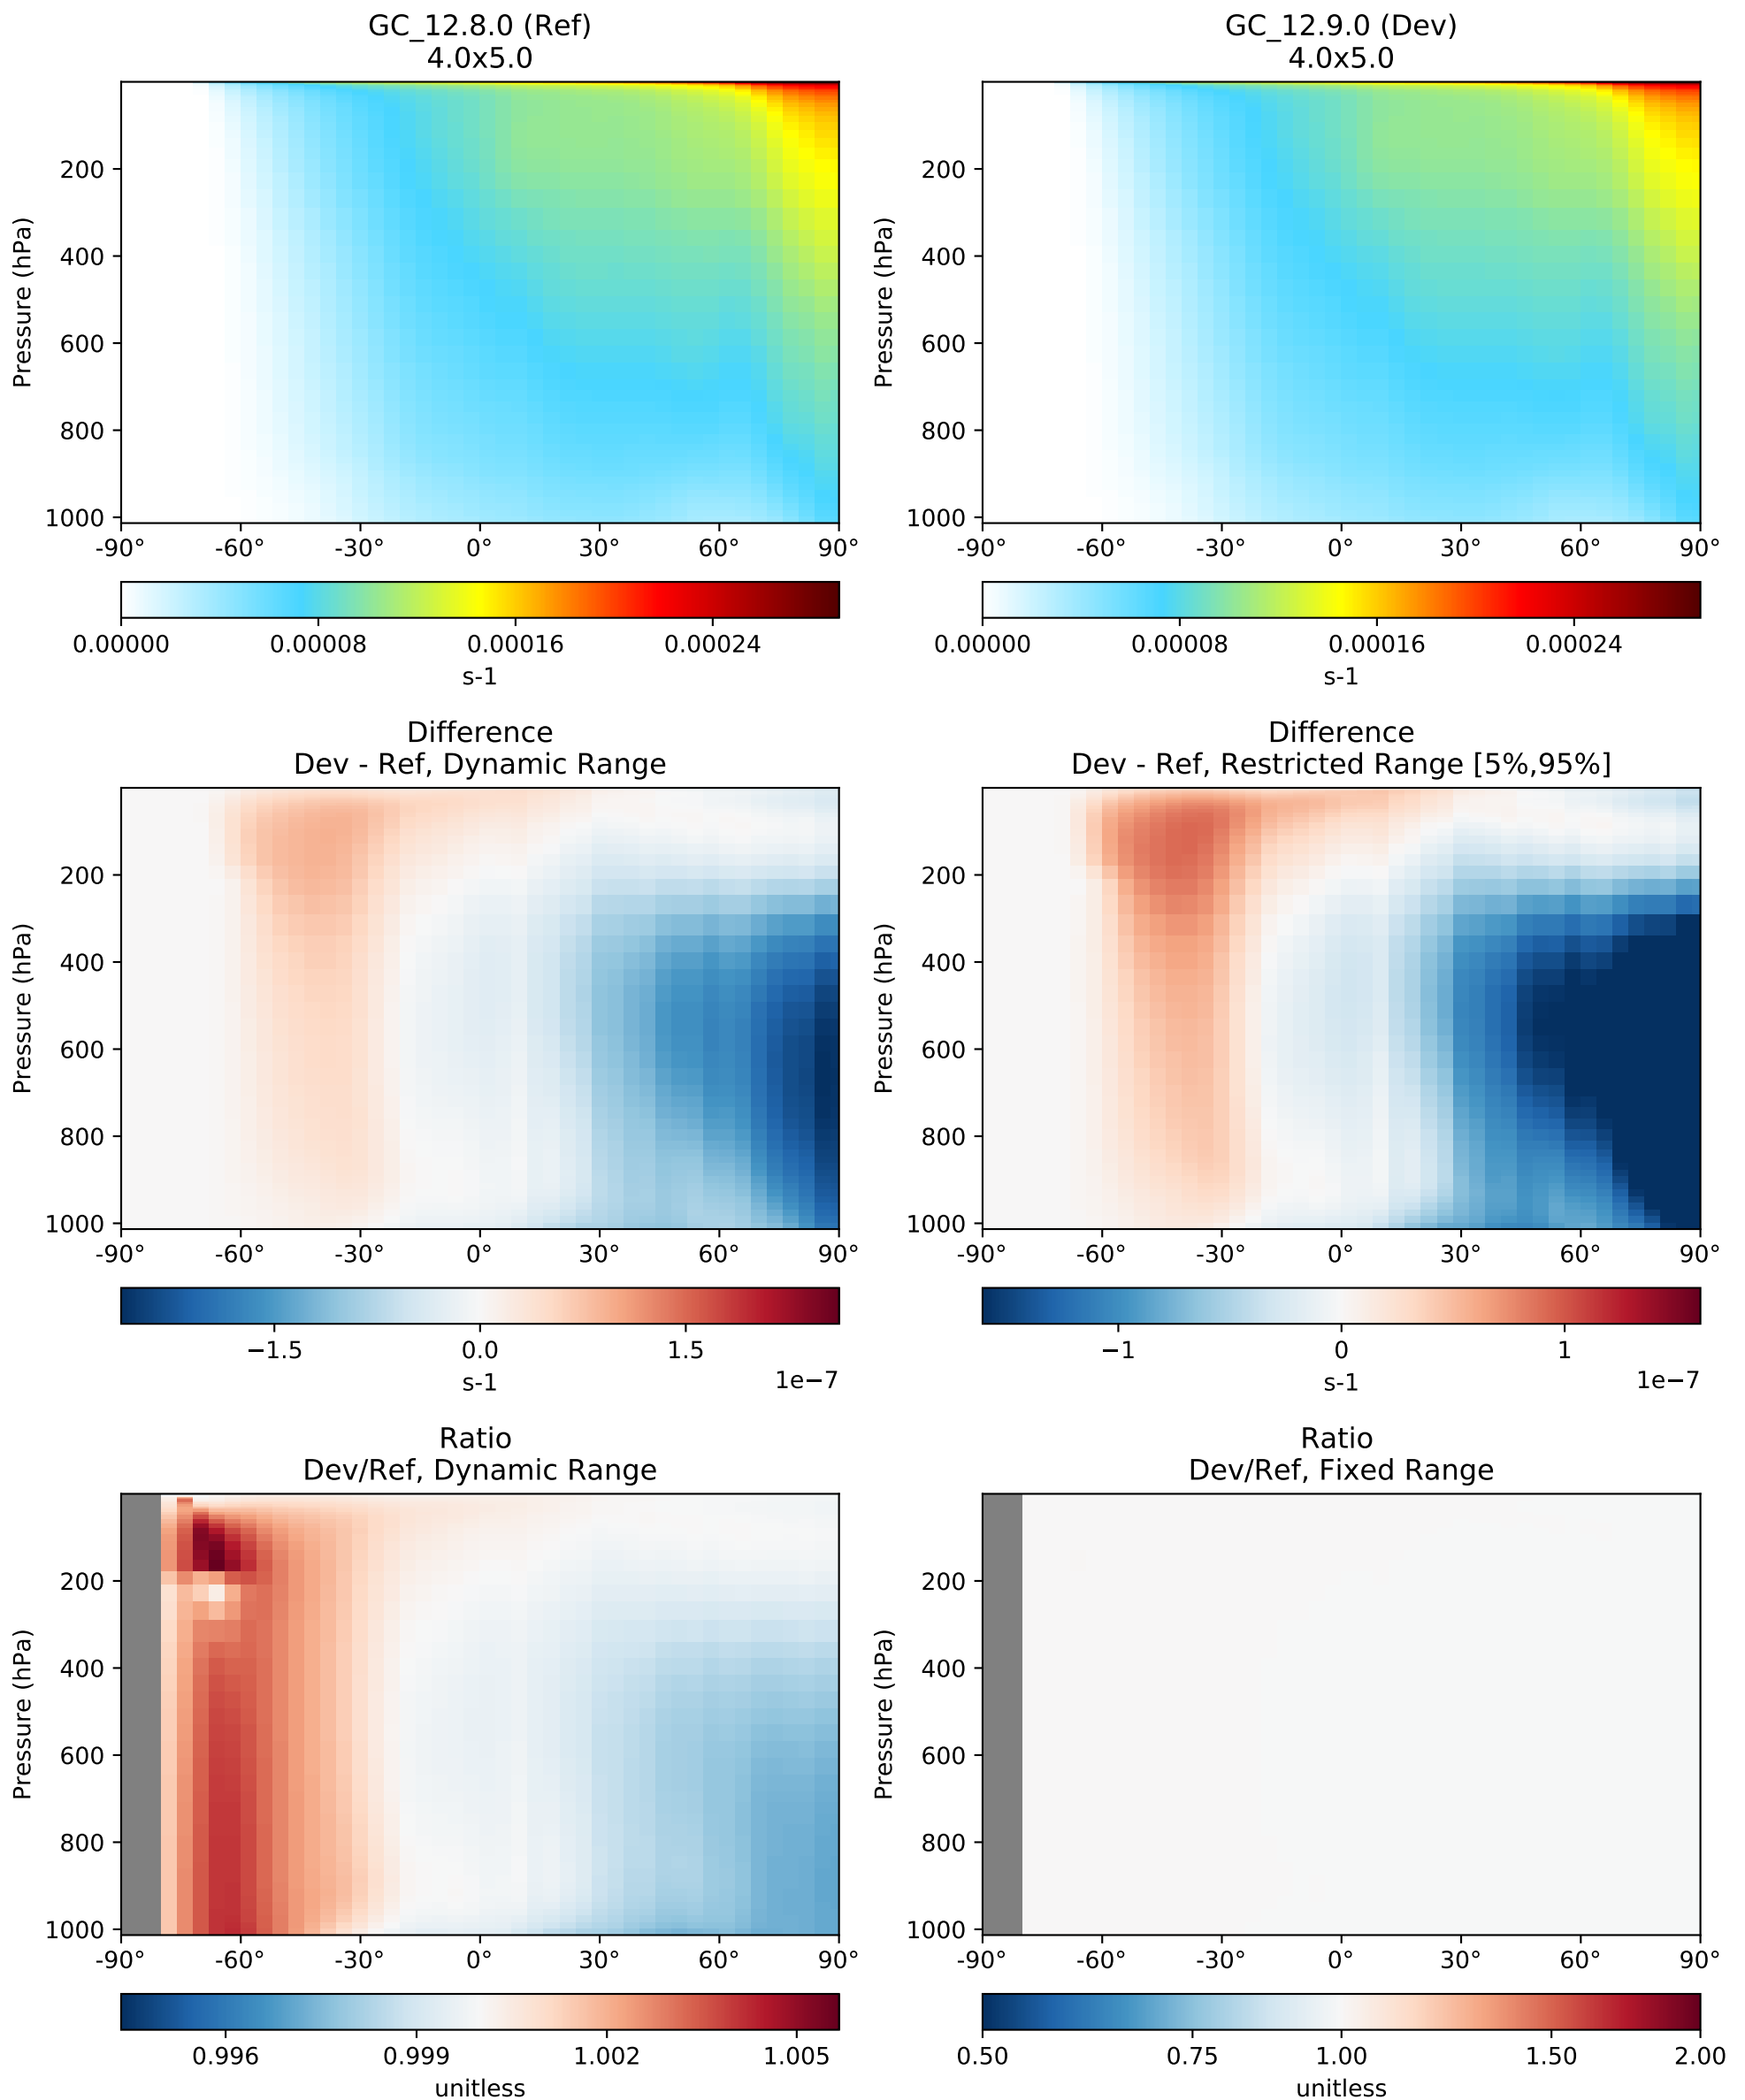 GC_12.8.0 (Ref)
4.0x5.0
Pressure (hPa)
200
400
600
800
1000
-90° -60° -30° 0° 30° 60° 90°
0.00000 0.00008 0.00016 0.00024
s-1
GC_12.9.0 (Dev)
4.0x5.0
Pressure (hPa)
200
400
600
800
1000
-90° -60° -30° 0° 30° 60° 90°
0.00000 0.00008 0.00016 0.00024
s-1
Difference
Dev - Ref, Dynamic Range
Pressure (hPa)
200
400
600
800
1000
-90° -60° -30° 0° 30° 60° 90°
−1.5 0.0 1.5
s-1
1e−7
Difference
Dev - Ref, Restricted Range [5%,95%]
Pressure (hPa)
200
400
600
800
1000
-90° -60° -30° 0° 30° 60° 90°
−1 0 1
s-1
1e−7
Ratio
Dev/Ref, Dynamic Range
Pressure (hPa)
200
400
600
800
1000
-90° -60° -30° 0° 30° 60° 90°
0.996 0.999 1.002 1.005
unitless
Ratio
Dev/Ref, Fixed Range
Pressure (hPa)
200
400
600
800
1000
-90° -60° -30° 0° 30° 60° 90°
0.50 0.75 1.00 1.50 2.00
unitless